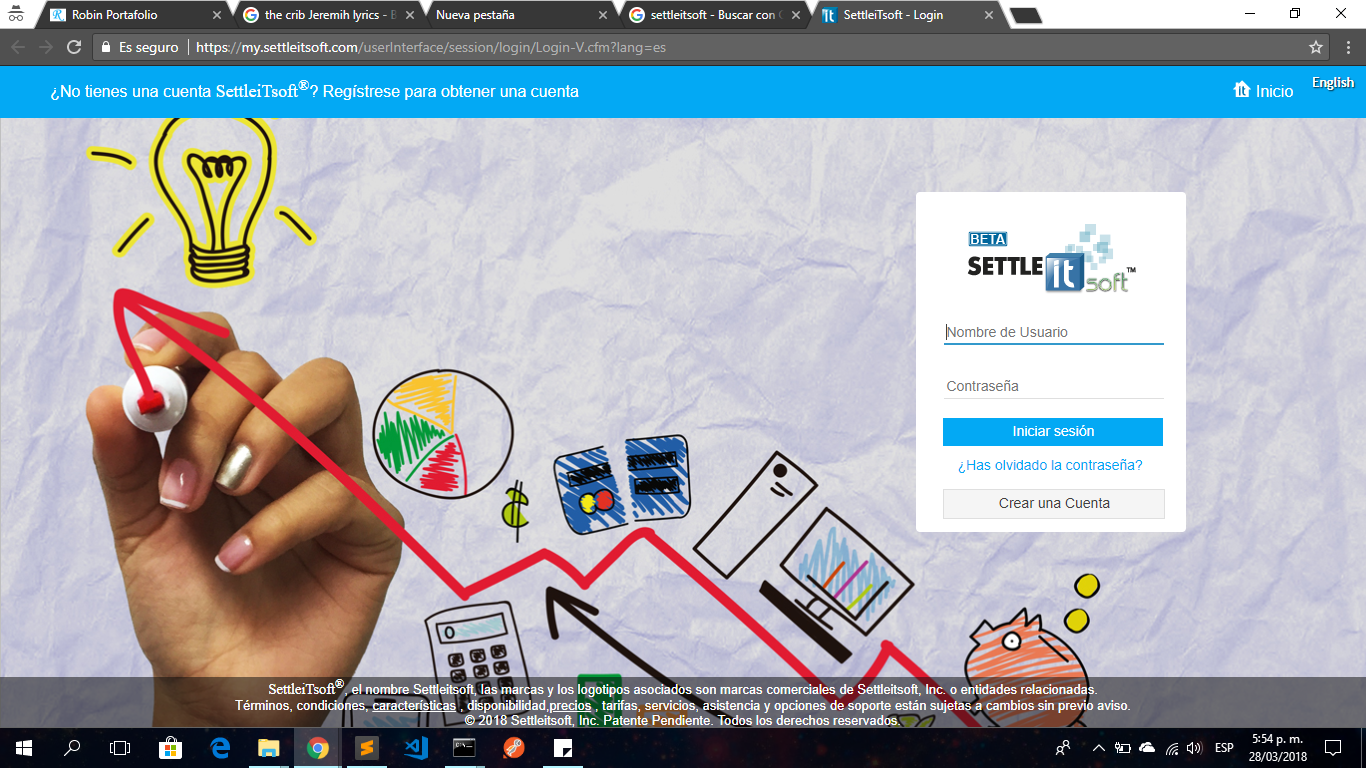 Robin Portafolio
the crib Jeremih lyrics - B
Nueva pestaña
settleitsoft - Buscar con G
SettleiTsoft - Login
Es seguro
https://my.settleitsoft.com/userInterface/session/login/Login-V.cfm?lang=es
¿No tienes una cuenta SettleiTsoft®? Regístrese para obtener una cuenta
it Inicio
English
BETA
SETTLE it soft™
Nombre de Usuario
Contraseña
Iniciar sesión
¿Has olvidado la contraseña?
Crear una Cuenta
$
0
SettleiTsoft®, el nombre Settleitsoft, las marcas y los logotipos asociados son marcas comerciales de Settleitsoft, Inc. o entidades relacionadas.
Términos, condiciones, características , disponibilidad,precios , tarifas, servicios, asistencia y opciones de soporte están sujetas a cambios sin previo aviso.
© 2018 Settleitsoft, Inc. Patente Pendiente. Todos los derechos reservados.
ESP
5:54 p. m.
28/03/2018